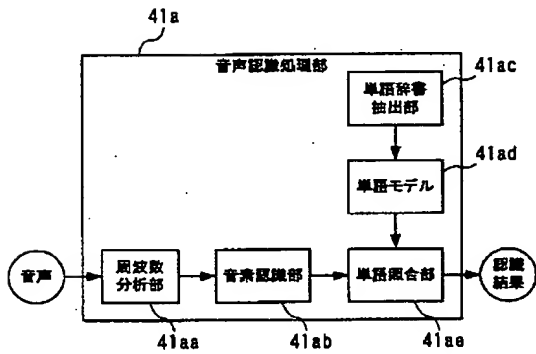 41a
音声認識処理部
単語辞書
抽出部
41ac
単語モデル
41ad
音声
周波数
分析部
音素認識部
単語照合部
認識
結果
41aa
41ab
41ae